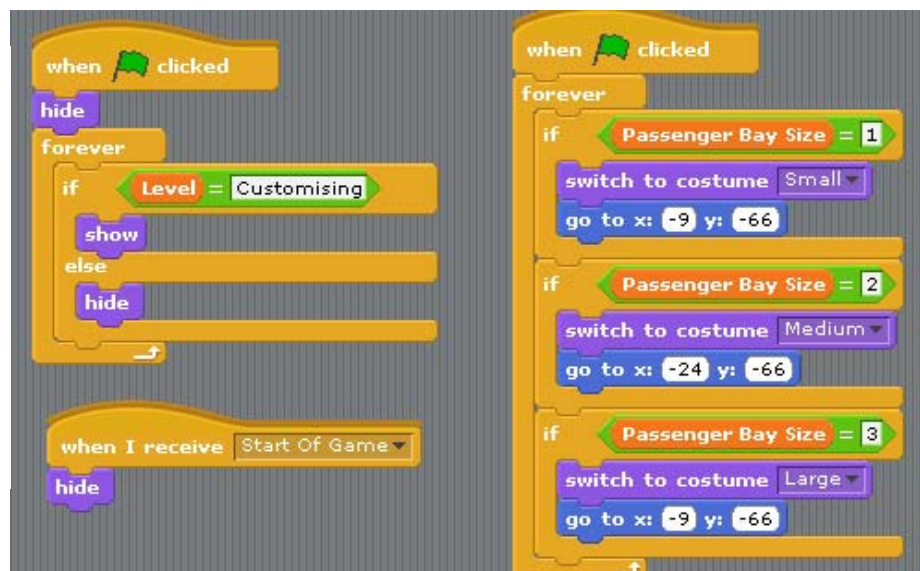 when clicked
hide
forever
if Level = Customising
show
else
hide
when I receive Start Of Game
hide
when clicked
forever
if Passenger Bay Size = 1
switch to costume Small
go to x: -9 y: -66
if Passenger Bay Size = 2
switch to costume Medium
go to x: -24 y: -66
if Passenger Bay Size = 3
switch to costume Large
go to x: -9 y: -66